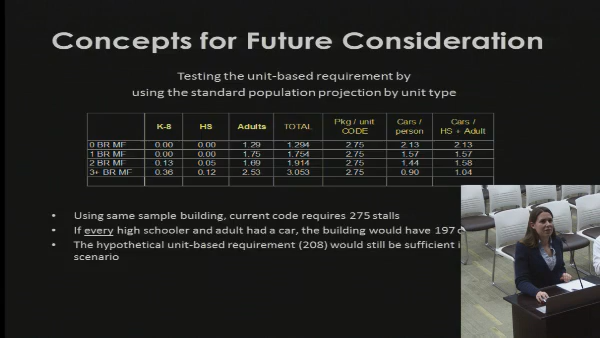 Concepts for Future Consideration
Testing the unit-based requirement by
using the standard population projection by unit type
K-8 HS Adults TOTAL Pkg / unit CODE Cars / person Cars / HS + Adult
0 BR MF 0.00 0.00 1.29 1.294 2.75 2.13 2.13
1 BR MF 0.00 0.00 1.75 1.754 2.75 1.57 1.57
2 BR MF 0.13 0.05 1.69 1.914 2.75 1.44 1.58
3+ BR MF 0.36 0.12 2.53 3.053 2.75 0.90 1.04
• Using same sample building, current code requires 275 stalls
• If every high schooler and adult had a car, the building would have 197
• The hypothetical unit-based requirement (208) would still be sufficient
scenario